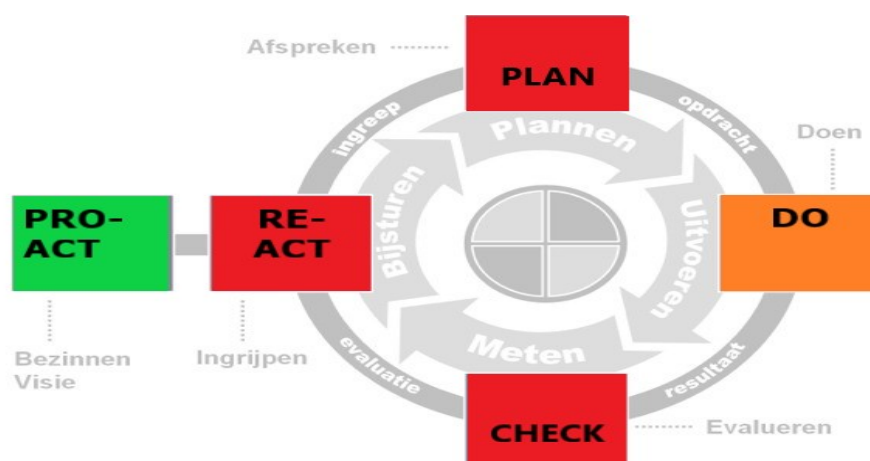 Afspreken
PLAN
ingreep
Plannen
opdracht
Doen
PRO-
ACT
RE-
ACT
Bijsturen
Uitvoeren
DO
Bezinnen
Visie
Ingrijpen
evaluatie
Meten
resultaat
CHECK
Evalueren